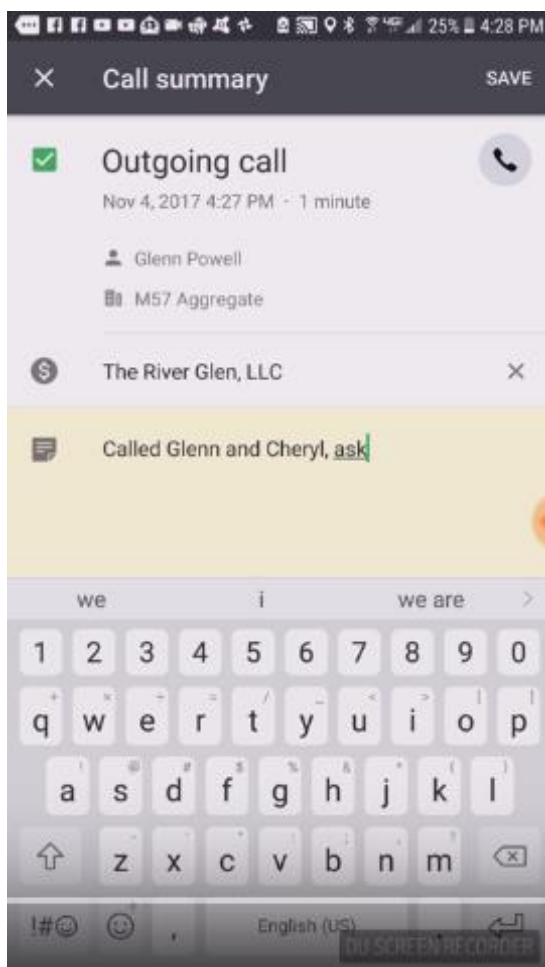 25% 4:28 PM
Call summary SAVE
Outgoing call
Nov 4, 2017 4:27 PM - 1 minute
Glenn Powell
M57 Aggregate
The River Glen, LLC
Called Glenn and Cheryl, ask
we i we are
1 2 3 4 5 6 7 8 9 0
q w e r t y u i o p
a s d f g h j k l
z x c v b n m
!#☺ , English (US) .
DU SCREEN RECORDER